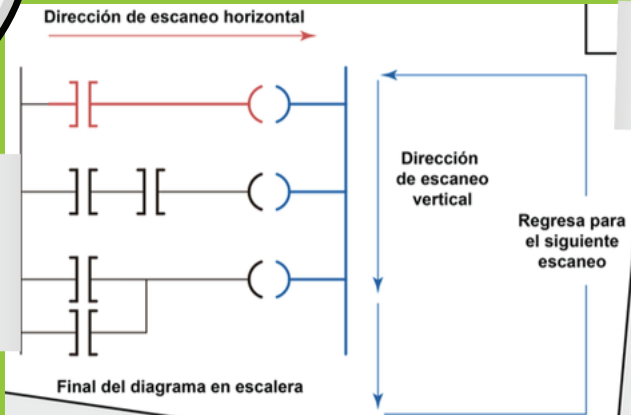 Dirección de escaneo horizontal
Dirección
de escaneo
vertical
Regresa para
el siguiente
escaneo
Final del diagrama en escalera